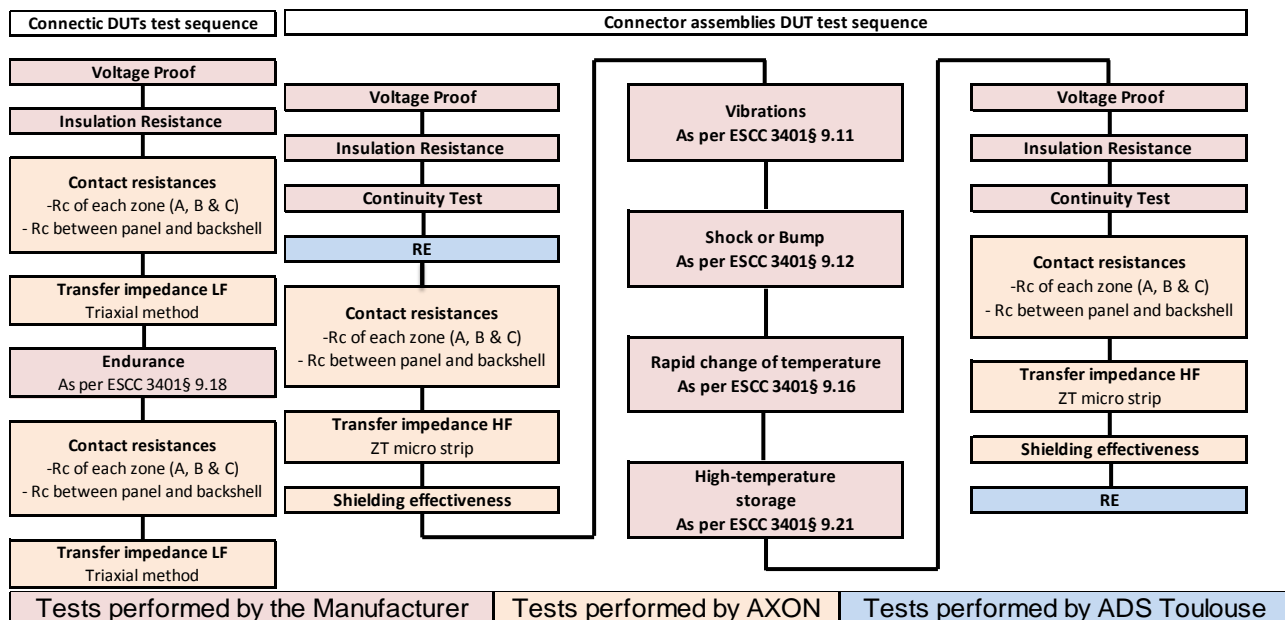 Connectic DUTs test sequence
Voltage Proof
Insulation Resistance
Contact resistances
-Rc of each zone (A, B & C)
- Rc between panel and backshell
Transfer impedance LF
Triaxial method
Endurance
As per ESCC 3401§ 9.18
Contact resistances
-Rc of each zone (A, B & C)
- Rc between panel and backshell
Transfer impedance LF
Triaxial method
Connector assemblies DUT test sequence
Voltage Proof
Insulation Resistance
Continuity Test
RE
Contact resistances
-Rc of each zone (A, B & C)
- Rc between panel and backshell
Transfer impedance HF
ZT micro strip
Shielding effectiveness
Vibrations
As per ESCC 3401§ 9.11
Shock or Bump
As per ESCC 3401§ 9.12
Rapid change of temperature
As per ESCC 3401§ 9.16
High-temperature
storage
As per ESCC 3401§ 9.21
Voltage Proof
Insulation Resistance
Continuity Test
Contact resistances
-Rc of each zone (A, B & C)
- Rc between panel and backshell
Transfer impedance HF
ZT micro strip
Shielding effectiveness
RE
Tests performed by the Manufacturer
Tests performed by AXON
Tests performed by ADS Toulouse